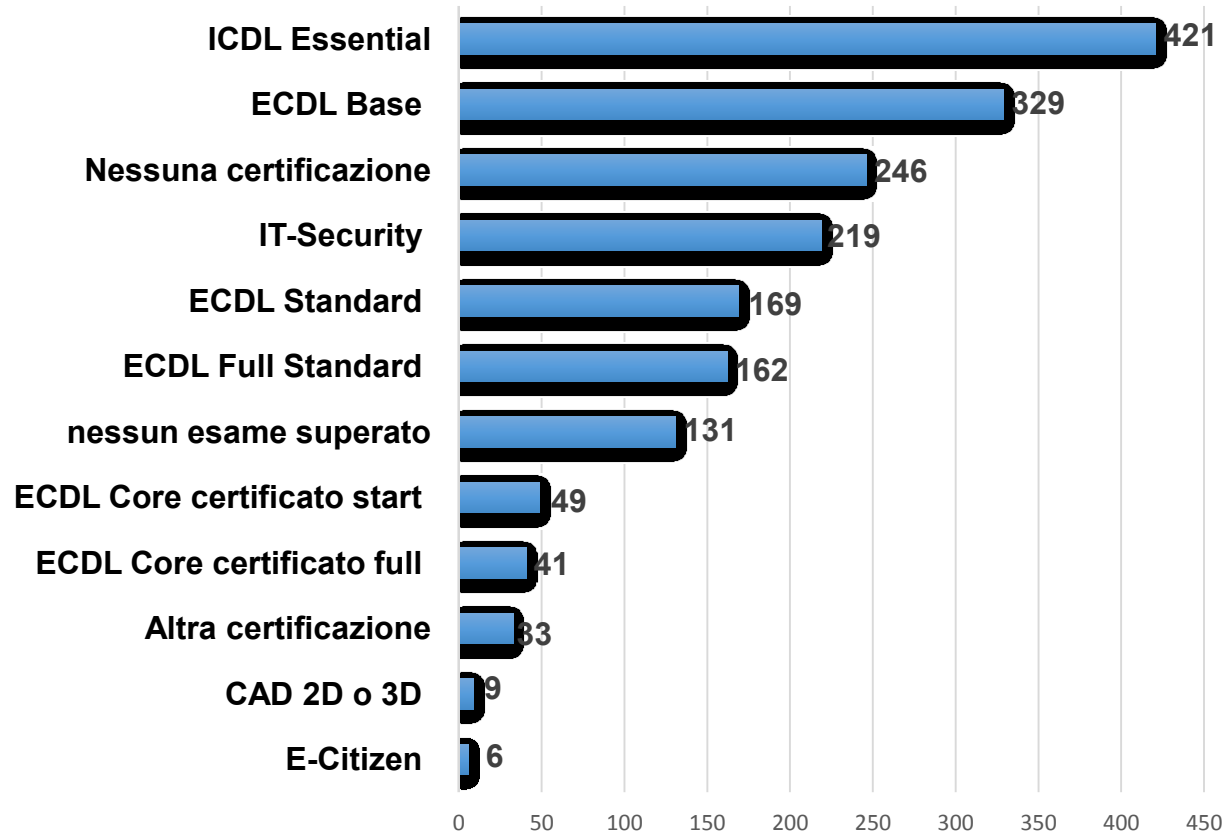 ICDL Essential 421
ECDL Base 329
Nessuna certificazione 246
IT-Security 219
ECDL Standard 169
ECDL Full Standard 162
nessun esame superato 131
ECDL Core certificato start 49
ECDL Core certificato full 41
Altra certificazione 33
CAD 2D o 3D 9
E-Citizen 6
0 50 100 150 200 250 300 350 400 450